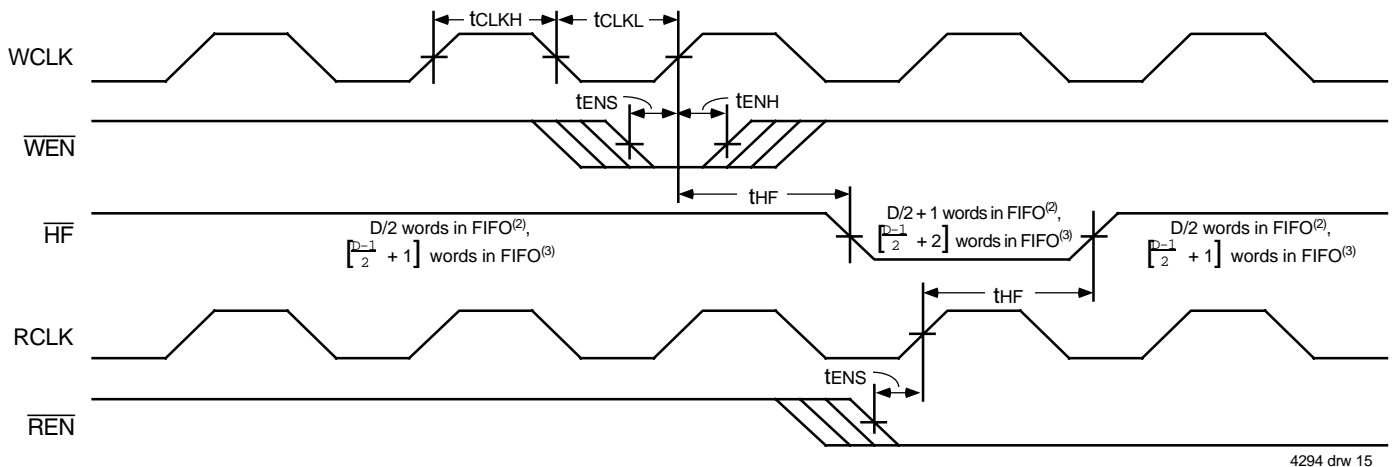 tCLKH tCLKL
WCLK
tENS tENH
WEN
tHF
HF
D/2 words in FIFO(2),
[D-1/2 + 1] words in FIFO(3)
D/2 + 1 words in FIFO(2),
[D-1/2 + 2] words in FIFO(3)
D/2 words in FIFO(2),
[D-1/2 + 1] words in FIFO(3)
tHF
RCLK
tENS
REN
4294 drw 15